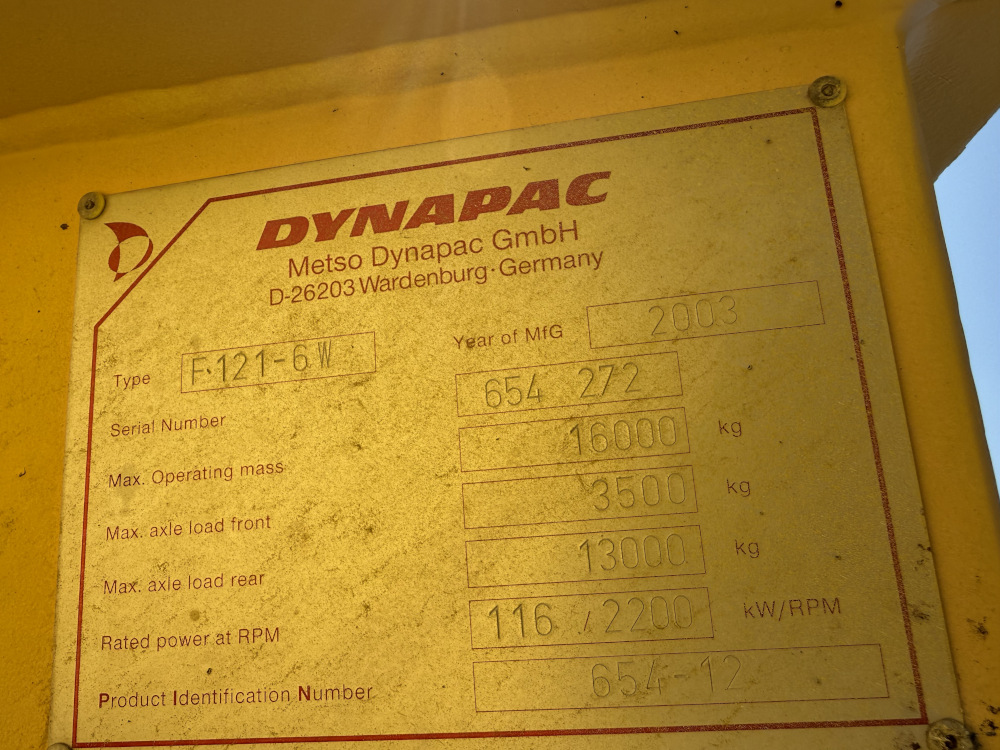 DYNAPAC
Metso Dynapac GmbH
D-26203 Wardenburg·Germany
Type F·121-6W Year of MfG 2003
Serial Number 654 272
Max. Operating mass 16000 kg
Max. axle load front 3500 kg
Max. axle load rear 13000 kg
Rated power at RPM 116 / 2200 kW/RPM
Product Identification Number 654-12